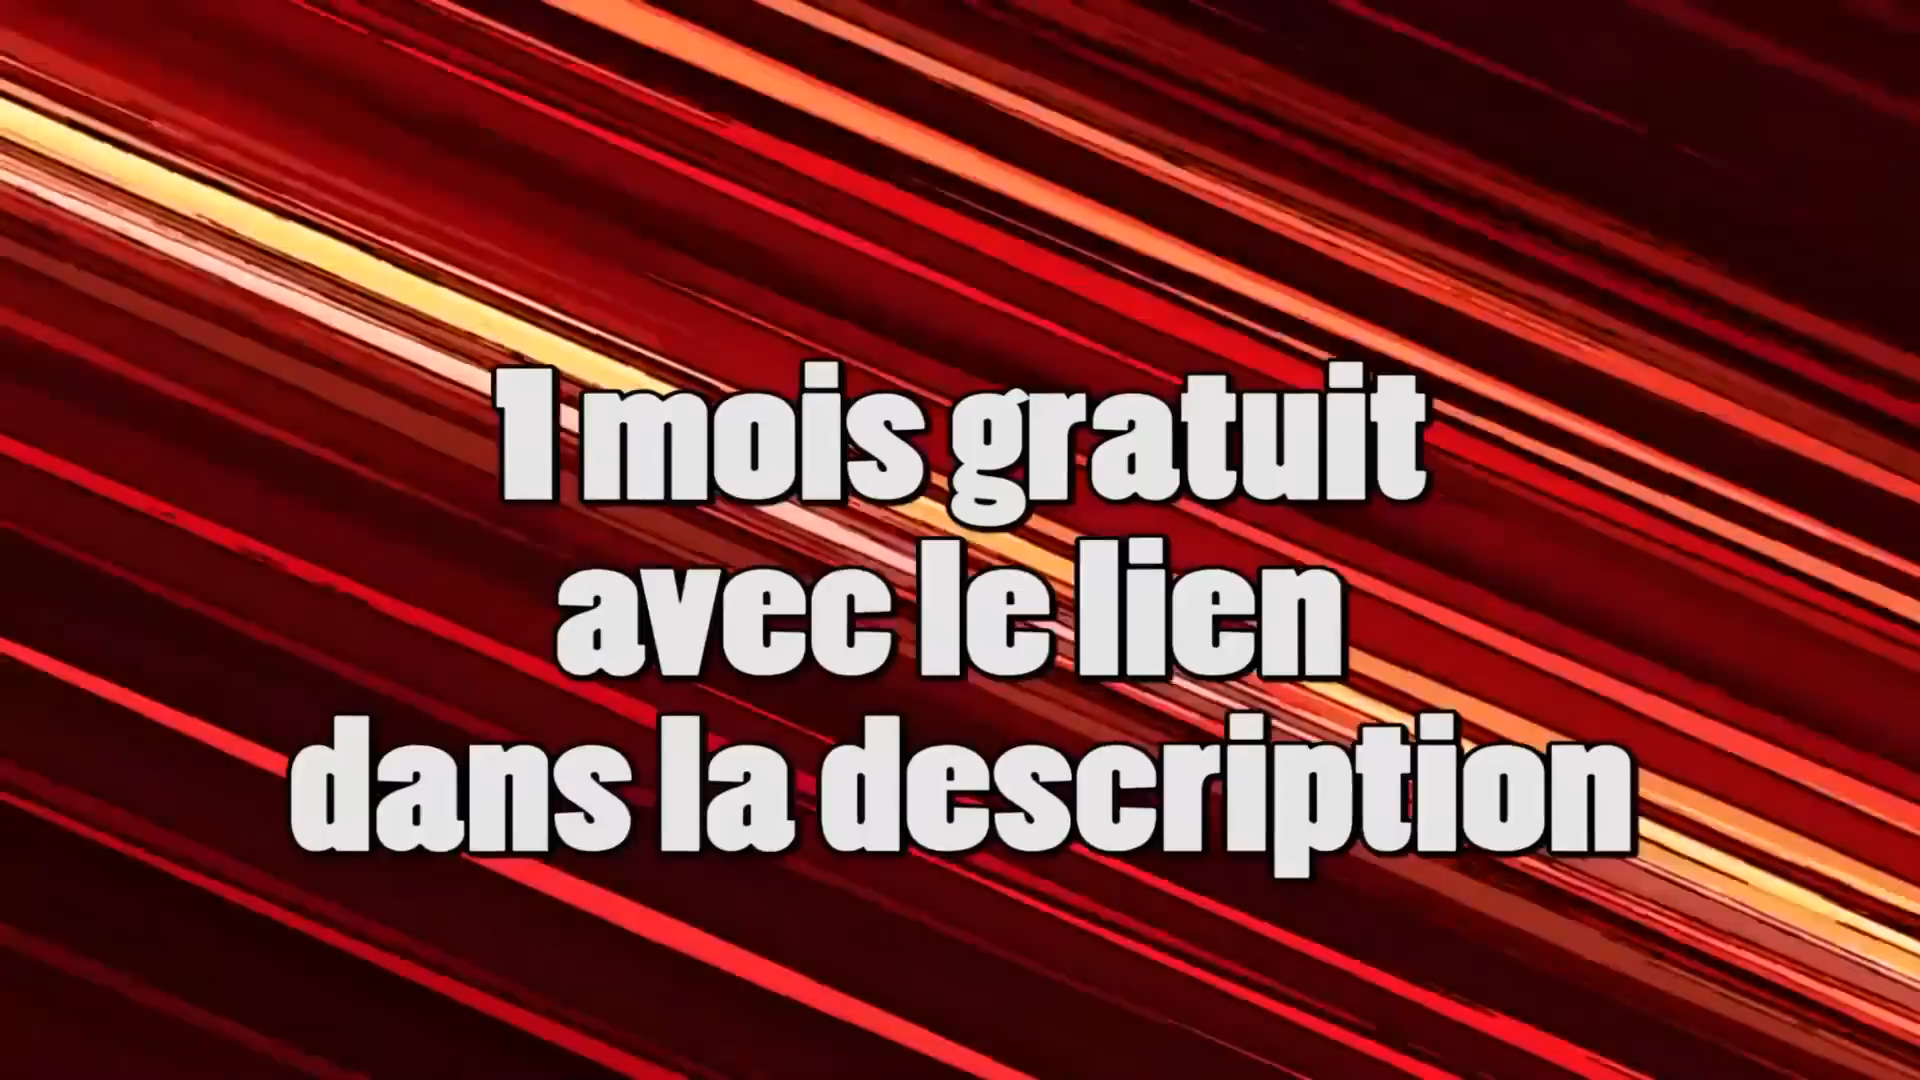 1 mois gratuit
avec le lien
dans la description